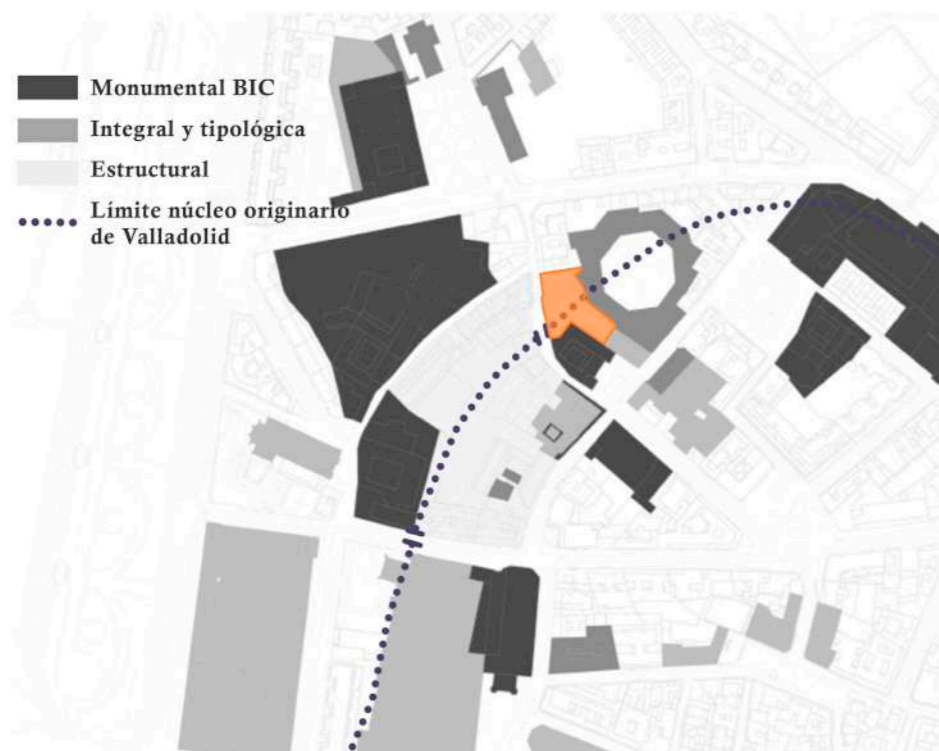 Monumental BIC
Integral y tipológica
Estructural
Límite núcleo originario
de Valladolid